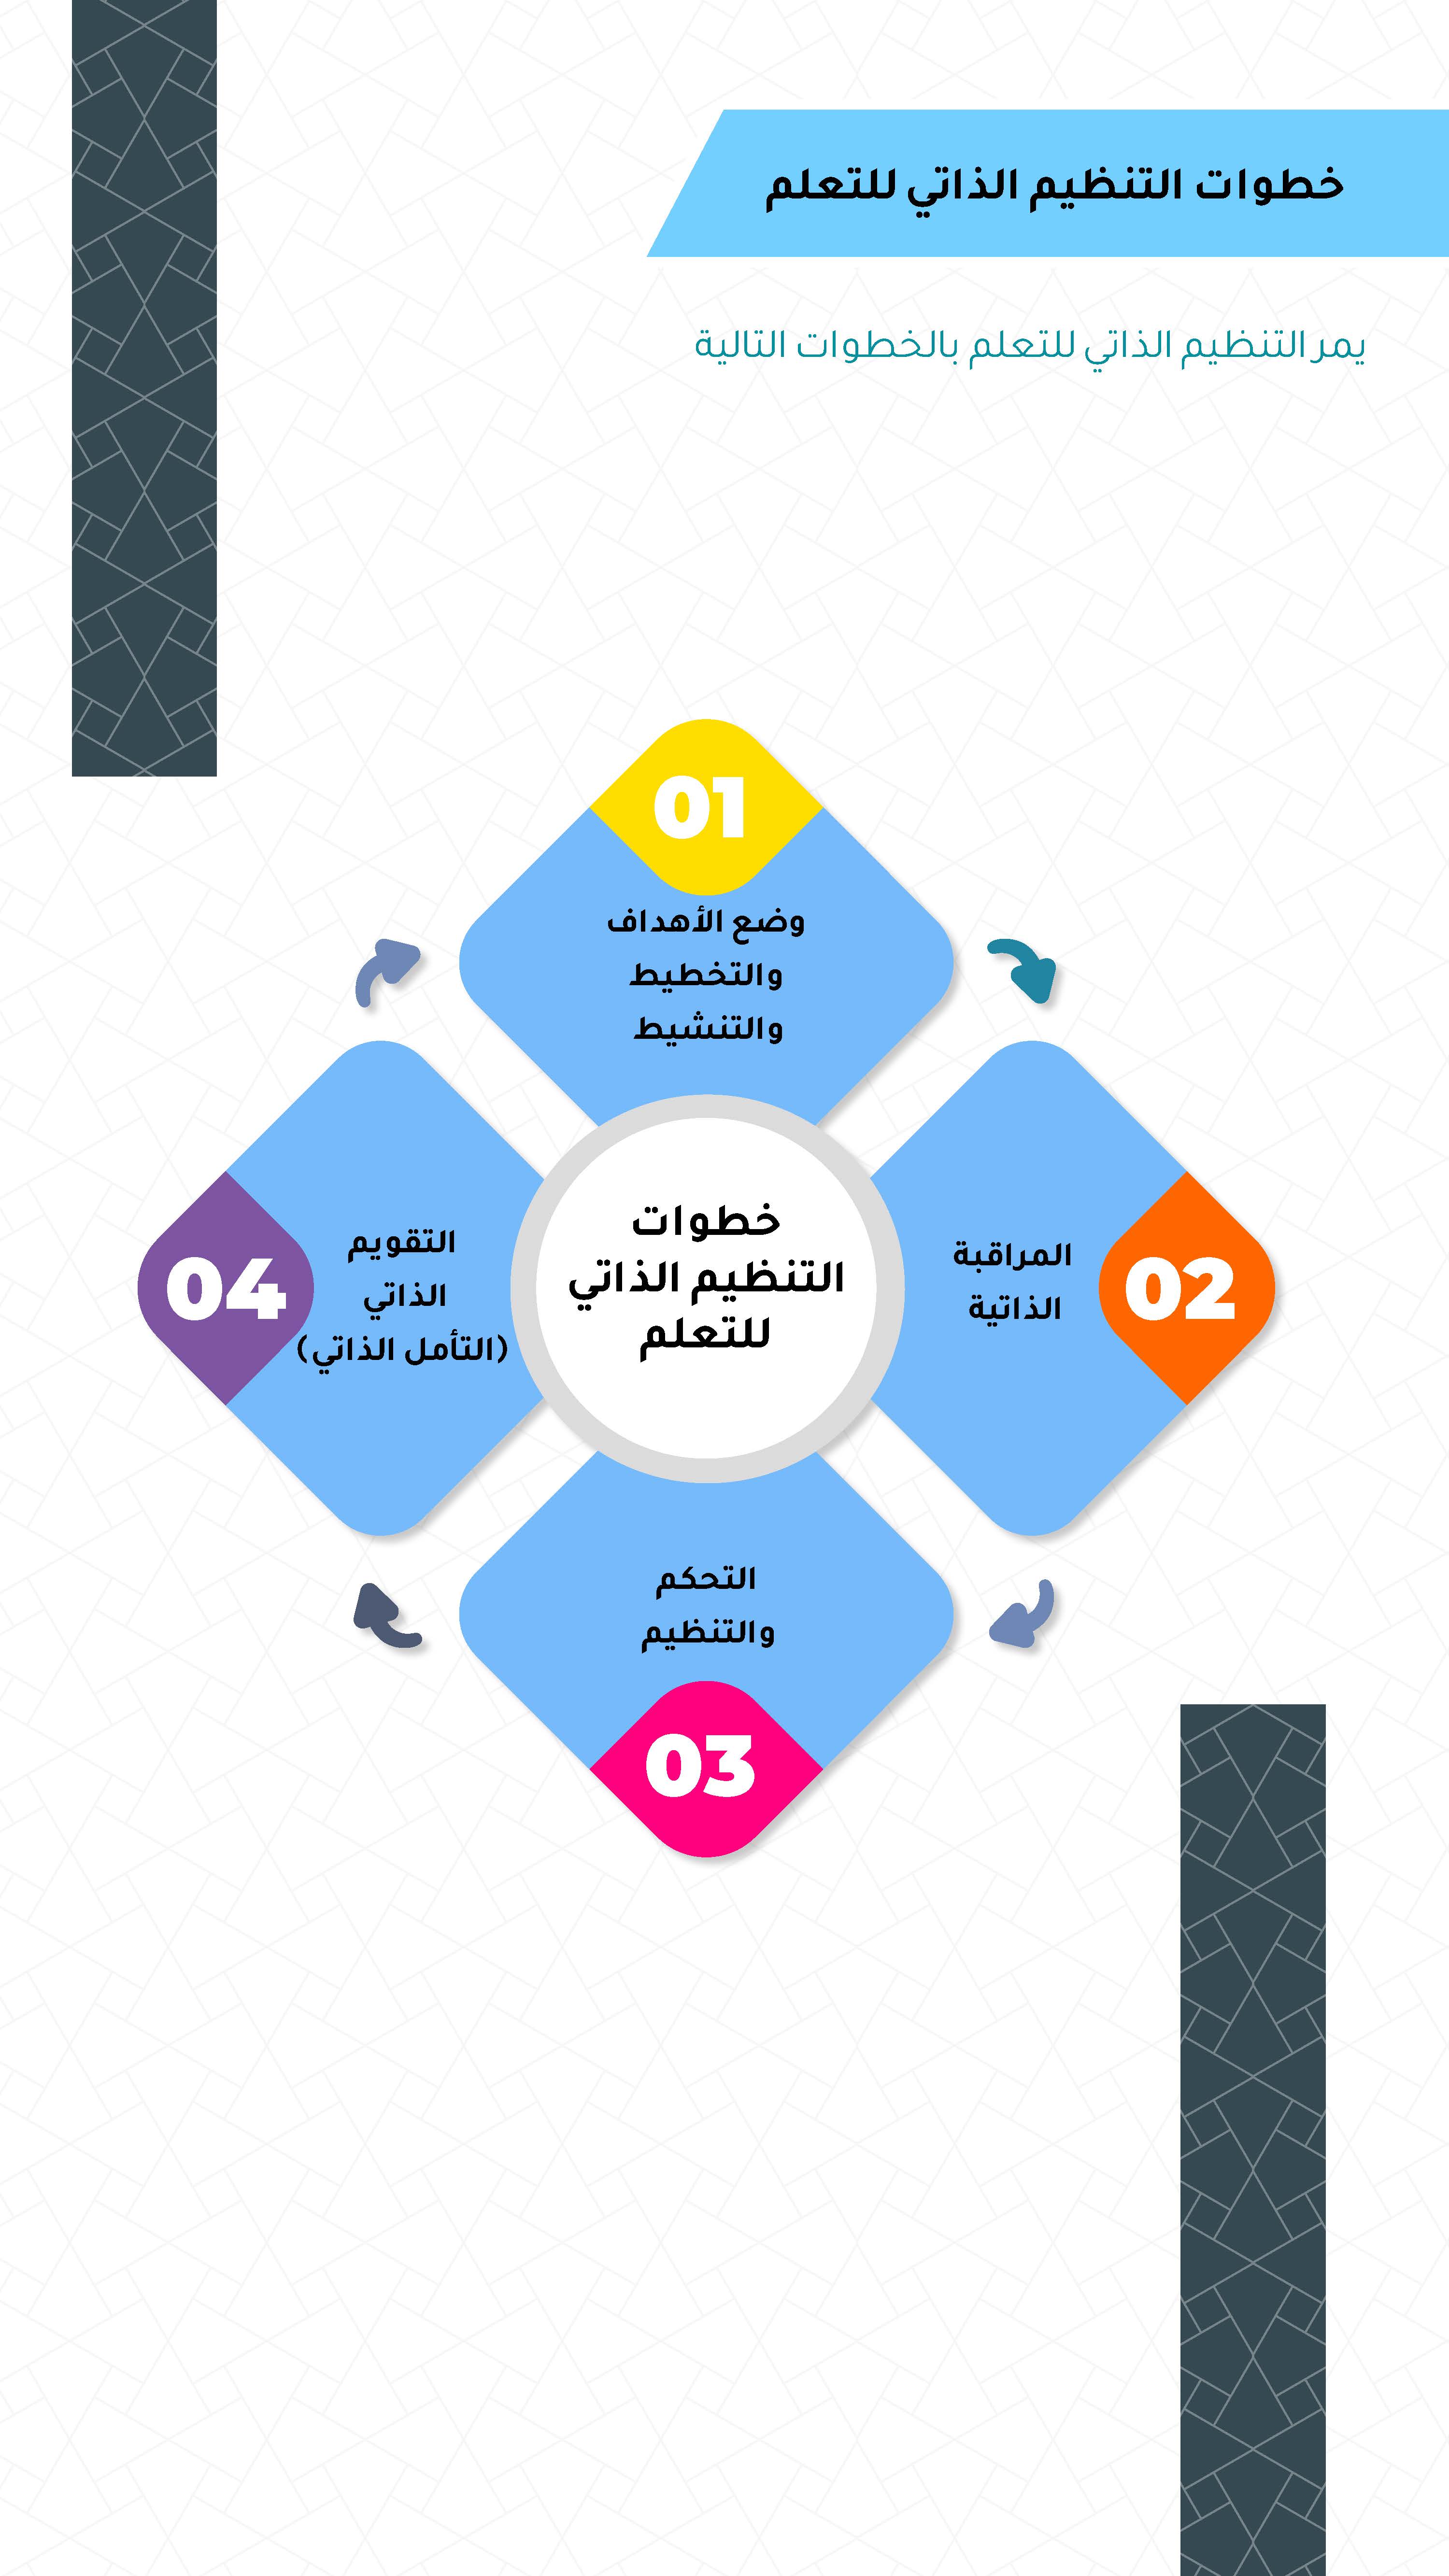 خطوات التنظيم الذاتي للتعلم
يمر التنظيم الذاتي للتعلم بالخطوات التالية
01
وضع الأهداف
والتخطيط
والتنشيط
02
المراقبة
الذاتية
03
التحكم
والتنظيم
04
التقويم
الذاتي
(التأمل الذاتي)
خطوات
التنظيم الذاتي
للتعلم